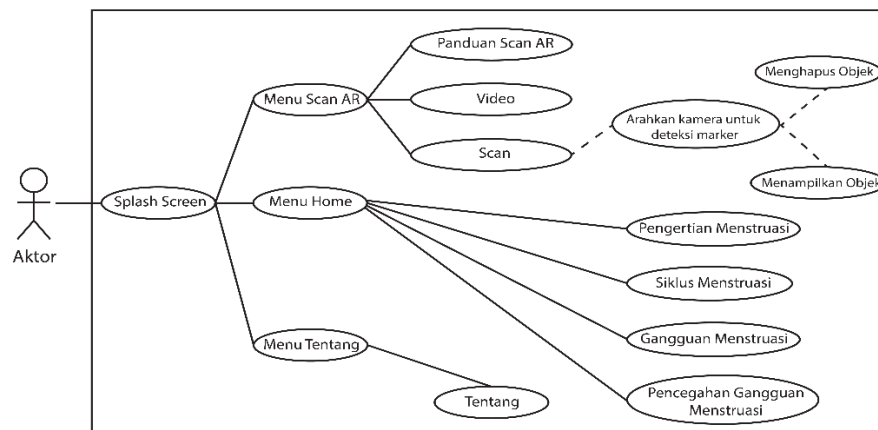 Panduan Scan AR
Menu Scan AR
Video
Scan
Arahkan kamera untuk
deteksi marker
Menghapus Objek
Menampilkan Objek
Aktor
Splash Screen
Menu Home
Pengertian Menstruasi
Siklus Menstruasi
Gangguan Menstruasi
Pencegahan Gangguan
Menstruasi
Menu Tentang
Tentang